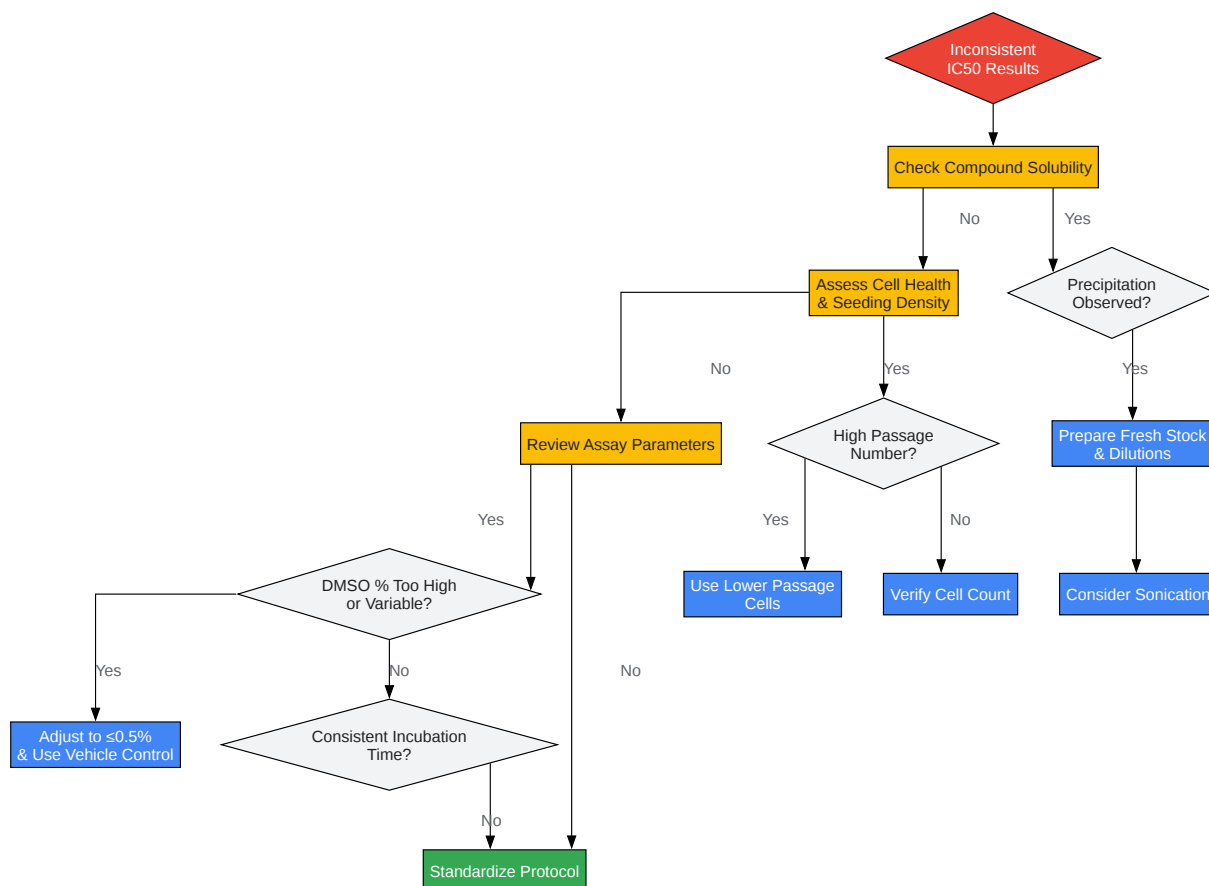 Inconsistent
IC50 Results
Check Compound Solubility
No
Yes
Assess Cell Health
& Seeding Density
Precipitation
Observed?
No
Yes
Yes
Review Assay Parameters
High Passage
Number?
Prepare Fresh Stock
& Dilutions
Yes
Yes
No
DMSO % Too High
or Variable?
Use Lower Passage
Cells
Verify Cell Count
Consider Sonication
Yes
No
No
Adjust to ≤0.5%
& Use Vehicle Control
Consistent Incubation
Time?
No
Standardize Protocol